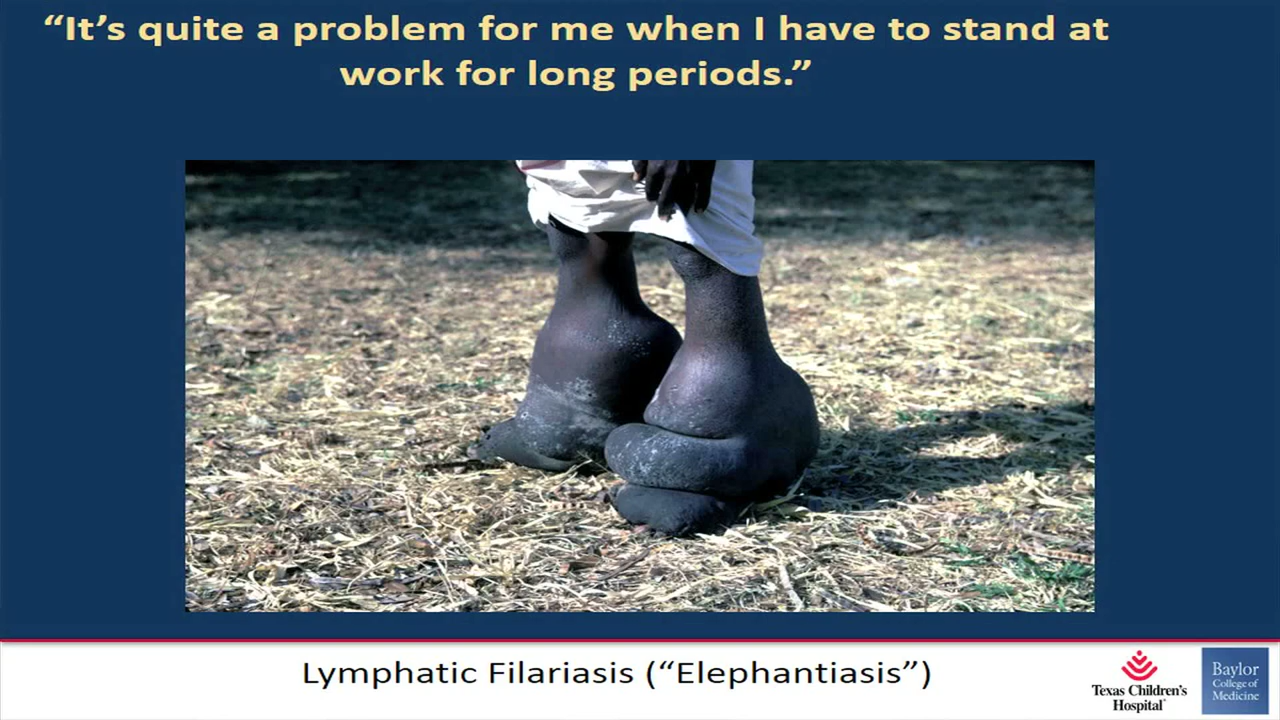 “It’s quite a problem for me when I have to stand at
work for long periods.”
Lymphatic Filariasis (“Elephantiasis”)
Texas Children's
Hospital
Baylor
College of
Medicine